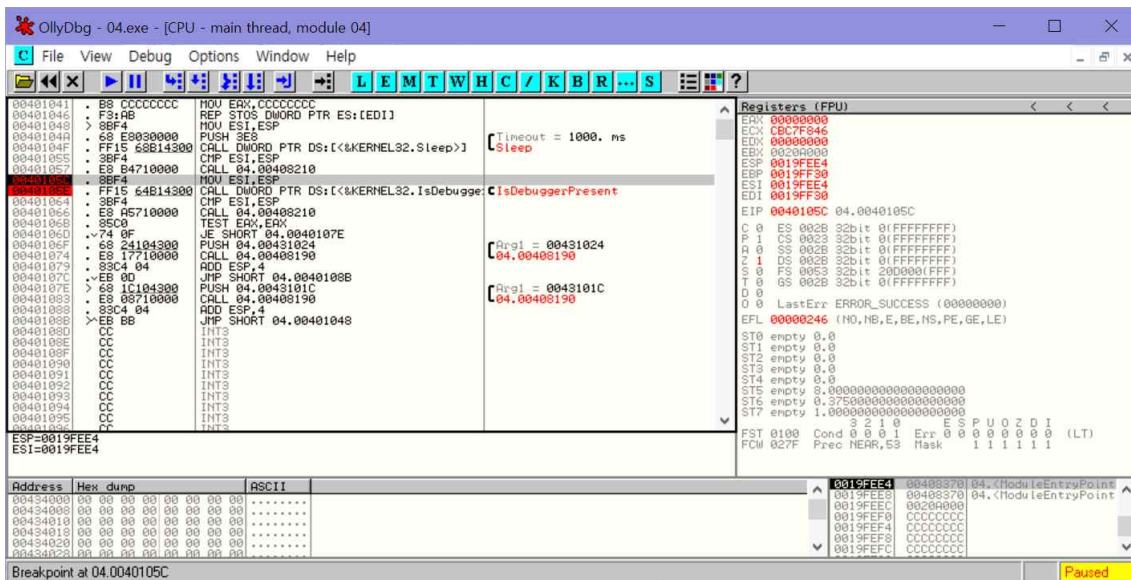 OllyDbg - 04.exe - [CPU - main thread, module 04]
C File View Debug Options Window Help
L E M T W H C / K B R ... S ?
00401041 . B8 CCCCCCCC MOV EAX,CCCCCCCC
00401046 . F3:AB REP STOS DWORD PTR ES:[EDI]
00401048 > 8BF4 MOV ESI,ESP
0040104A . 68 E8030000 PUSH 3E8 Timeout = 1000. ms
0040104F . FF15 68B14300 CALL DWORD PTR DS:[<&KERNEL32.Sleep>] Sleep
00401055 . 3BF4 CMP ESI,ESP
00401057 . E8 B4710000 CALL 04.00408210
0040105C . 8BF4 MOV ESI,ESP
0040105E . FF15 64B14300 CALL DWORD PTR DS:[<&KERNEL32.IsDebugge: IsDebuggerPresent
00401064 . 3BF4 CMP ESI,ESP
00401066 . E8 A5710000 CALL 04.00408210
0040106B . 85C0 TEST EAX,EAX
0040106D .v74 0F JE SHORT 04.0040107E
0040106F . 68 24104300 PUSH 04.00431024 Arg1 = 00431024
00401074 . E8 17710000 CALL 04.00408190 04.00408190
00401079 . 83C4 04 ADD ESP,4
0040107C .vEB 0D JMP SHORT 04.0040108B
0040107E > 68 1C104300 PUSH 04.0043101C Arg1 = 0043101C
00401083 . E8 08710000 CALL 04.00408190 04.00408190
00401088 . 83C4 04 ADD ESP,4
0040108B >^EB BB JMP SHORT 04.00401048
0040108D CC INT3
0040108E CC INT3
0040108F CC INT3
00401090 CC INT3
00401091 CC INT3
00401092 CC INT3
00401093 CC INT3
00401094 CC INT3
00401095 CC INT3
00401096 CC INT3
ESP=0019FEE4
ESI=0019FEE4
Registers (FPU) < < <
EAX 00000000
ECX CBC7F846
EDX 00000000
EBX 0020A000
ESP 0019FEE4
EBP 0019FF30
ESI 0019FEE4
EDI 0019FF30
EIP 0040105C 04.0040105C
C 0 ES 002B 32bit 0(FFFFFFFF)
P 1 CS 0023 32bit 0(FFFFFFFF)
A 0 SS 002B 32bit 0(FFFFFFFF)
Z 1 DS 002B 32bit 0(FFFFFFFF)
S 0 FS 0053 32bit 20D000(FFF)
T 0 GS 002B 32bit 0(FFFFFFFF)
D 0
O 0 LastErr ERROR_SUCCESS (00000000)
EFL 00000246 (NO,NB,E,BE,NS,PE,GE,LE)
ST0 empty 0.0
ST1 empty 0.0
ST2 empty 0.0
ST3 empty 0.0
ST4 empty 0.0
ST5 empty 8.0000000000000000000
ST6 empty 0.3750000000000000000
ST7 empty 1.0000000000000000000
3 2 1 0 E S P U O Z D I
FST 0100 Cond 0 0 0 1 Err 0 0 0 0 0 0 0 0 (LT)
FCW 027F Prec NEAR,53 Mask 1 1 1 1 1 1
Address Hex dump ASCII
00434000 00 00 00 00 00 00 00 00 ........
00434008 00 00 00 00 00 00 00 00 ........
00434010 00 00 00 00 00 00 00 00 ........
00434018 00 00 00 00 00 00 00 00 ........
00434020 00 00 00 00 00 00 00 00 ........
00434028 00 00 00 00 00 00 00 00 ........
0019FEE4 00408370 04.<ModuleEntryPoint
0019FEE8 00408370 04.<ModuleEntryPoint
0019FEEC 0020A000
0019FEF0 CCCCCCCC
0019FEF4 CCCCCCCC
0019FEF8 CCCCCCCC
0019FEFC CCCCCCCC
Breakpoint at 04.0040105C Paused